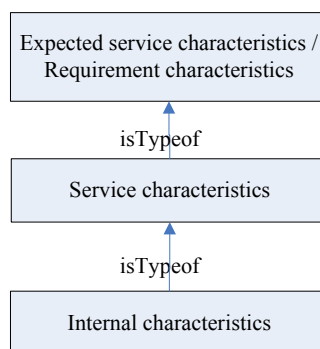 Expected service characteristics /
Requirement characteristics
isTypeof
Service characteristics
isTypeof
Internal characteristics